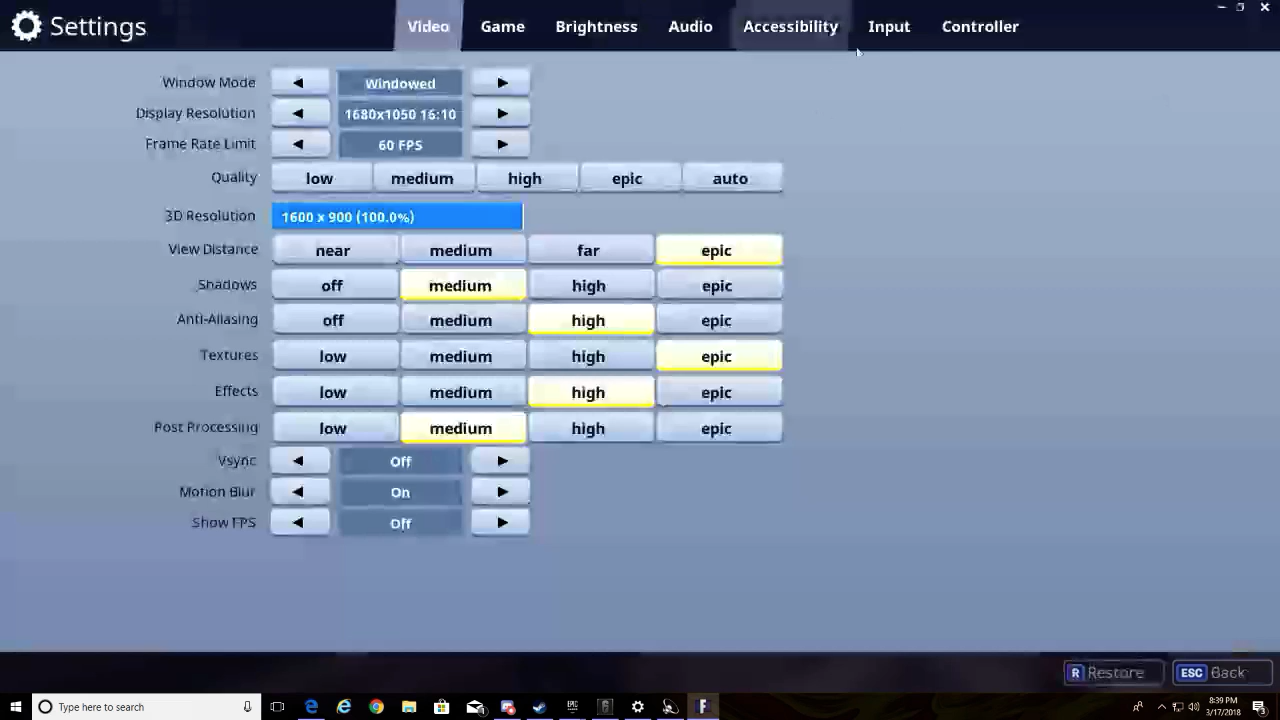 Settings Video Game Brightness Audio Accessibility Input Controller
Window Mode Windowed
Display Resolution 1680x1050 16:10
Frame Rate Limit 60 FPS
Quality low medium high epic auto
3D Resolution 1600 x 900 (100.0%)
View Distance near medium far epic
Shadows off medium high epic
Anti-Aliasing off medium high epic
Textures low medium high epic
Effects low medium high epic
Post Processing low medium high epic
Vsync Off
Motion Blur On
Show FPS Off
R Restore ESC Back
Type here to search
8:39 PM
3/17/2018